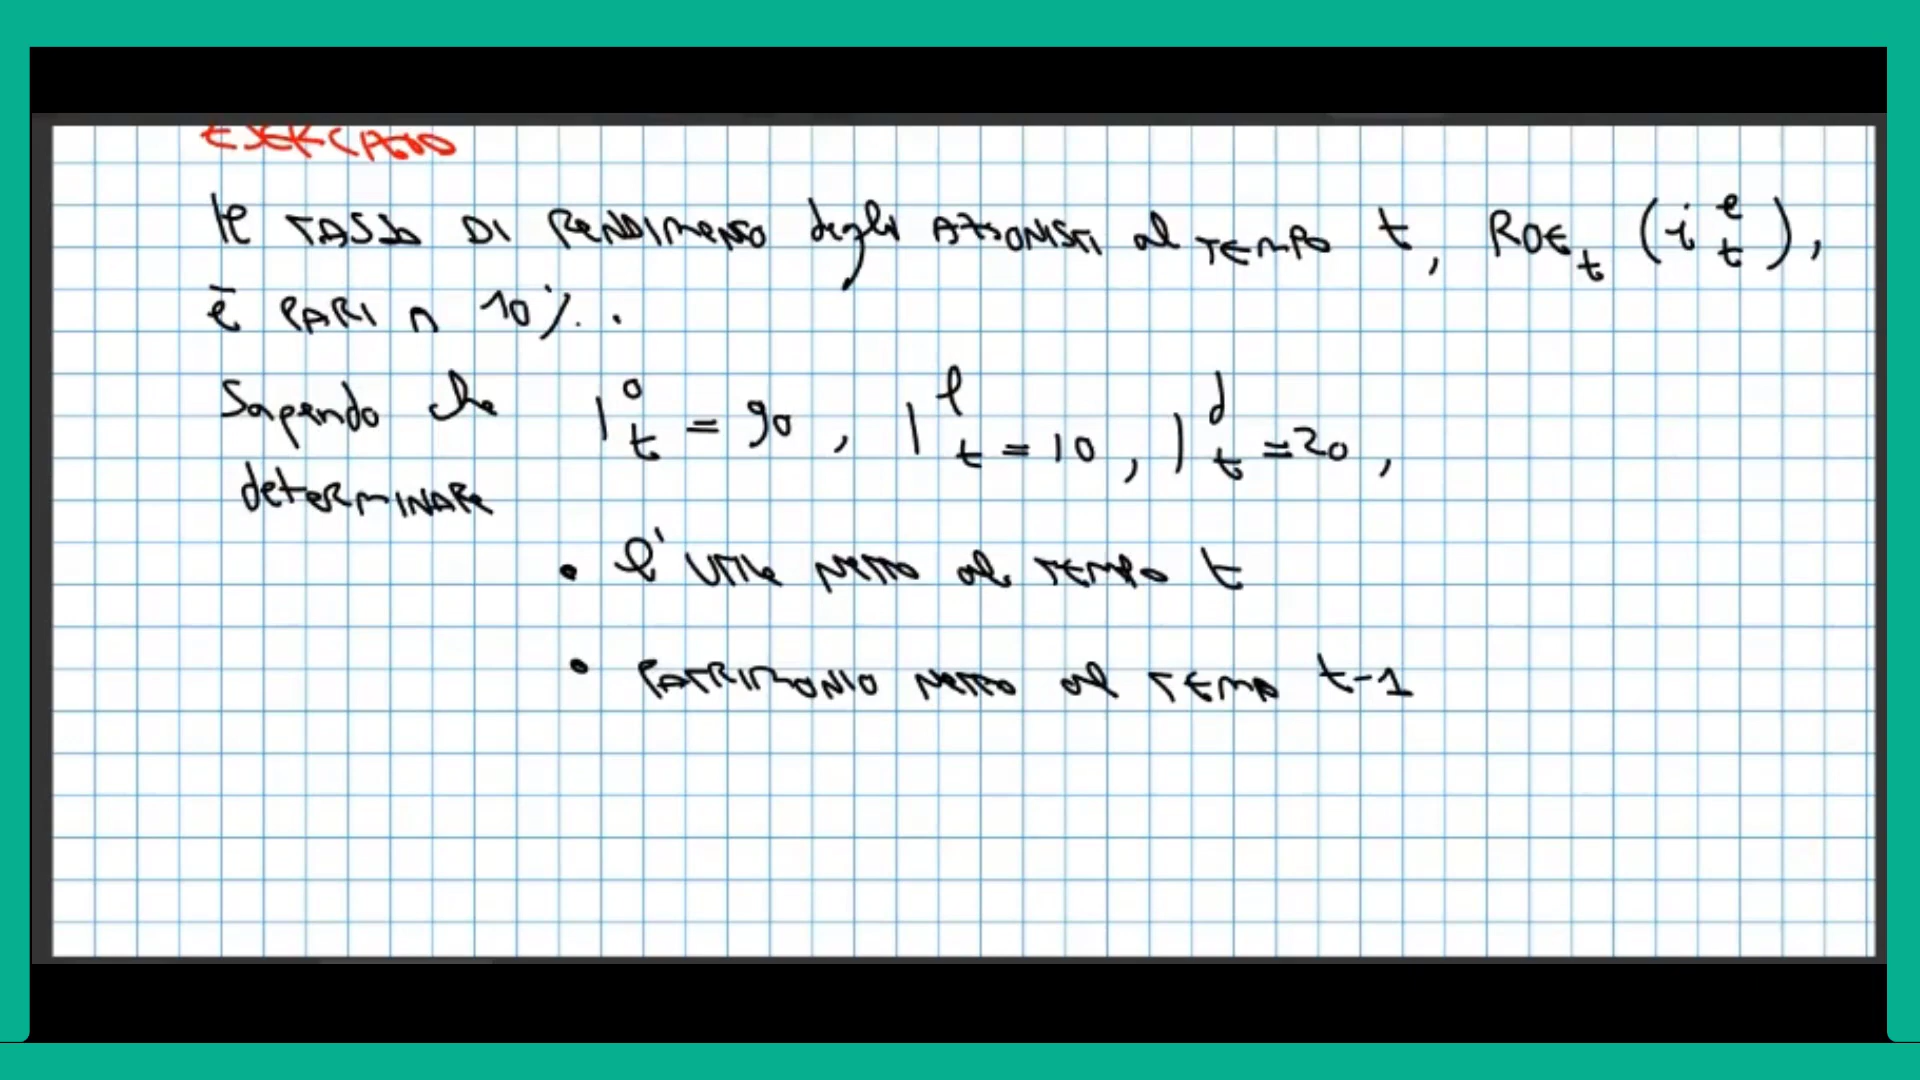 ESERCIZIO
Il TASSO DI RENDIMENTO degli AZIONISTI al TEMPO t, ROE_t (i^e_t),
è PARI A 10%.
Sapendo che I^o_t = 90, I^f_t = 10, I^d_t = 20,
determINARE
• l'UTILE NETTO al TEMPO t
• PATRIMONIO NETTO al TEMPO t-1